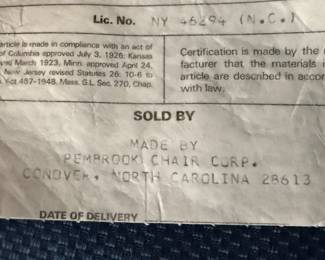 Lic. No. NY 46294 (N.C.)
article is made in compliance with an act of
of Columbia approved July 3, 1926; Kansas
March 1923, Minn. approved April 24,
New Jersey revised Statutes 26: 10-6 to
Act 487-1948. Mass. G.L. Sec. 270, Chap.
Certification is made by the
facturer that the materials
article are described in accor
with law.
SOLD BY
MADE BY
PEMBROOK CHAIR CORP.
CONOVER, NORTH CAROLINA 28613
DATE OF DELIVERY